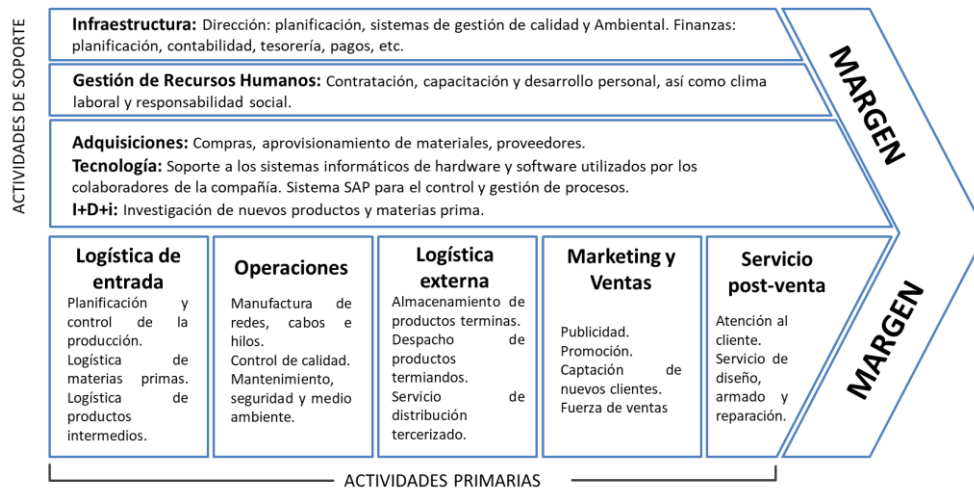 ACTIVIDADES DE SOPORTE
Infraestructura: Dirección: planificación, sistemas de gestión de calidad y Ambiental. Finanzas:
planificación, contabilidad, tesorería, pagos, etc.
Gestión de Recursos Humanos: Contratación, capacitación y desarrollo personal, así como clima
laboral y responsabilidad social.
Adquisiciones: Compras, aprovisionamiento de materiales, proveedores.
Tecnología: Soporte a los sistemas informáticos de hardware y software utilizados por los
colaboradores de la compañía. Sistema SAP para el control y gestión de procesos.
I+D+i: Investigación de nuevos productos y materias prima.
MARGEN
Logística de
entrada
Planificación y
control de la
producción.
Logística de
materias primas.
Logística de
productos
intermedios.
Operaciones
Manufactura de
redes, cabos e
hilos.
Control de calidad.
Mantenimiento,
seguridad y medio
ambiente.
Logística
externa
Almacenamiento de
productos terminas.
Despacho de
productos
termiandos.
Servicio de
distribución
tercerizado.
Marketing y
Ventas
Publicidad.
Promoción.
Captación de
nuevos clientes.
Fuerza de ventas
Servicio
post-venta
Atención al
cliente.
Servicio de
diseño,
armado y
reparación.
MARGEN
ACTIVIDADES PRIMARIAS